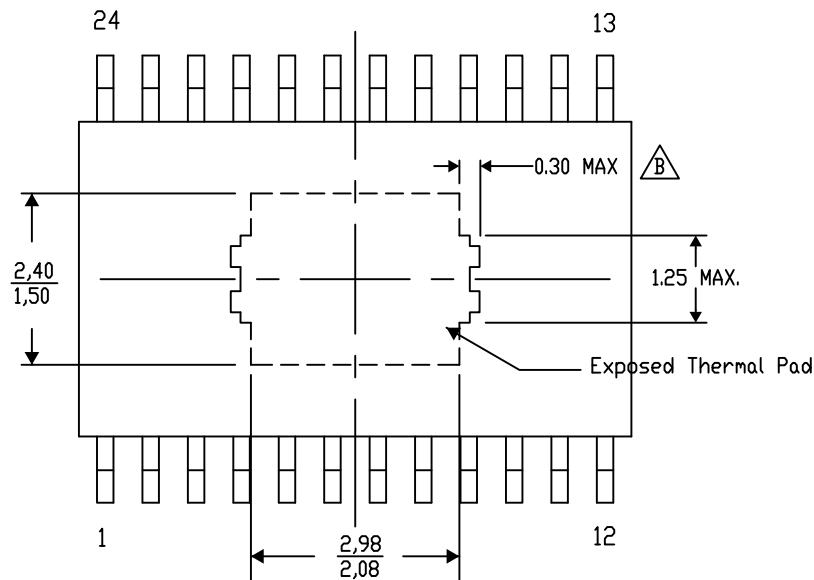 24
13
0.30 MAX
B
2,40
1,50
1.25 MAX.
Exposed Thermal Pad
1
12
2,98
2,08